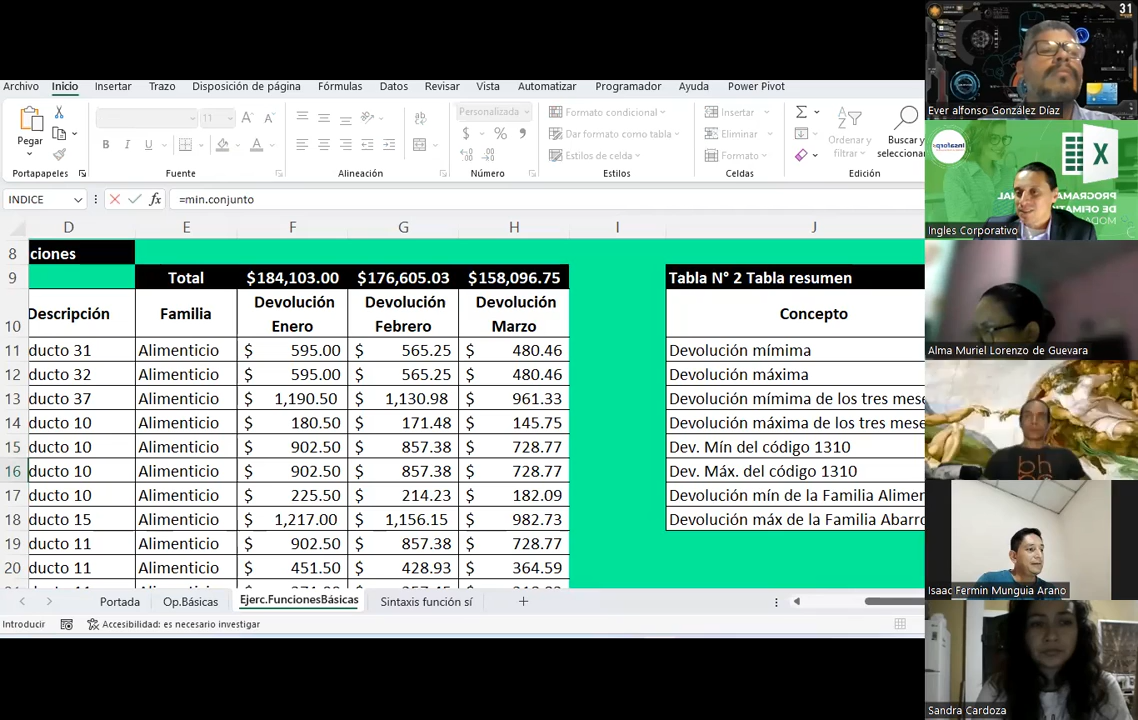 Archivo Inicio Insertar Trazo Disposición de página Fórmulas Datos Revisar Vista Automatizar Programador Ayuda Power Pivot
Pegar
11
Personalizada
Formato condicional
Dar formato como tabla
Estilos de celda
Insertar
Eliminar
Formato
Ordenar y
filtrar
Buscar y
seleccionar
Portapapeles Fuente Alineación Número Estilos Celdas Edición
INDICE =min.conjunto
D E F G H I J
8 ciones
9 Total $184,103.00 $176,605.03 $158,096.75 Tabla N° 2 Tabla resumen
10 Descripción Familia Devolución Enero Devolución Febrero Devolución Marzo Concepto
11 ducto 31 Alimenticio $ 595.00 $ 565.25 $ 480.46 Devolución mímima
12 ducto 32 Alimenticio $ 595.00 $ 565.25 $ 480.46 Devolución máxima
13 ducto 37 Alimenticio $ 1,190.50 $ 1,130.98 $ 961.33 Devolución mímima de los tres mese
14 ducto 10 Alimenticio $ 180.50 $ 171.48 $ 145.75 Devolución máxima de los tres mese
15 ducto 10 Alimenticio $ 902.50 $ 857.38 $ 728.77 Dev. Mín del código 1310
16 ducto 10 Alimenticio $ 902.50 $ 857.38 $ 728.77 Dev. Máx. del código 1310
17 ducto 10 Alimenticio $ 225.50 $ 214.23 $ 182.09 Devolución mín de la Familia Alimer
18 ducto 15 Alimenticio $ 1,217.00 $ 1,156.15 $ 982.73 Devolución máx de la Familia Abarro
19 ducto 11 Alimenticio $ 902.50 $ 857.38 $ 728.77
20 ducto 11 Alimenticio $ 451.50 $ 428.93 $ 364.59
Portada Op.Básicas Ejerc.FuncionesBásicas Sintaxis función sí
Introducir Accesibilidad: es necesario investigar
31
Ever alfonso González Díaz
PROGRAMA
DE OFIMATI
MODA
Ingles Corporativo
Alma Muriel Lorenzo de Guevara
Isaac Fermin Munguia Arano
Sandra Cardoza